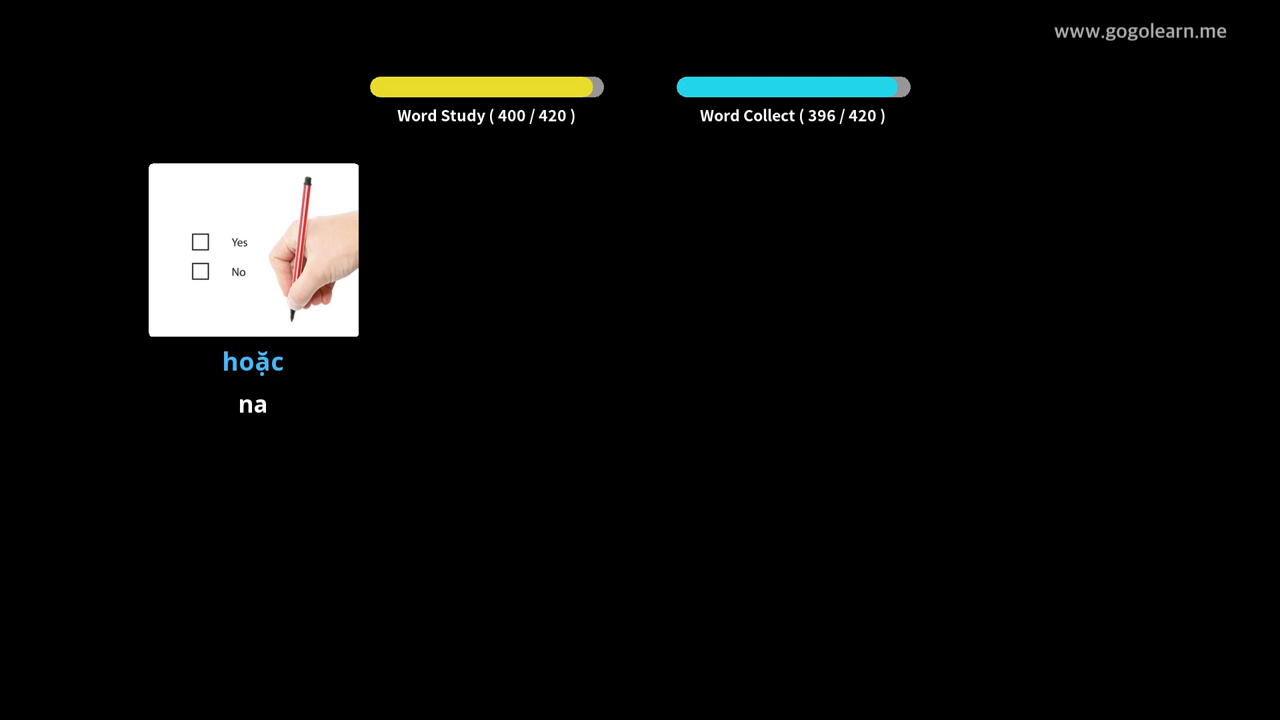 www.gogolearn.me
Word Study ( 400 / 420 )
Word Collect ( 396 / 420 )
Yes
No
hoặc
na